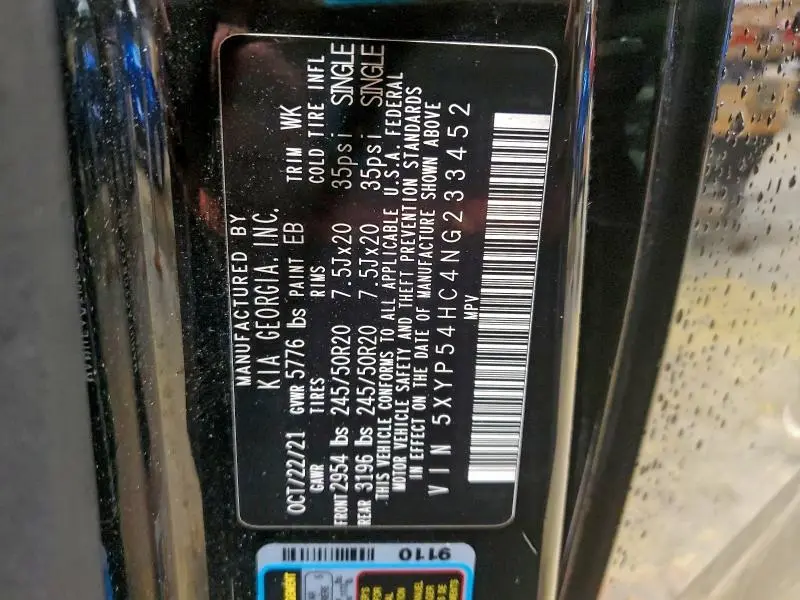 MANUFACTURED BY
KIA GEORGIA, INC.
OCT/22/21 GVWR 5776 lbs PAINT EB TRIM WK
GAWR TIRES RIMS COLD TIRE INFL
FRONT 2954 lbs 245/50R20 7.5Jx20 35psi SINGLE
REAR 3196 lbs 245/50R20 7.5Jx20 35psi SINGLE
THIS VEHICLE CONFORMS TO ALL APPLICABLE U.S.A. FEDERAL
MOTOR VEHICLE SAFETY AND THEFT PREVENTION STANDARDS
IN EFFECT ON THE DATE OF MANUFACTURE SHOWN ABOVE
VIN 5XYP54HC4NG233452
MPV
9110